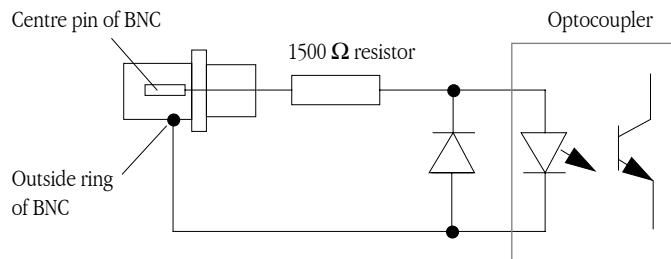 Centre pin of BNC
Optocoupler
1500 Ω resistor
Outside ring
of BNC